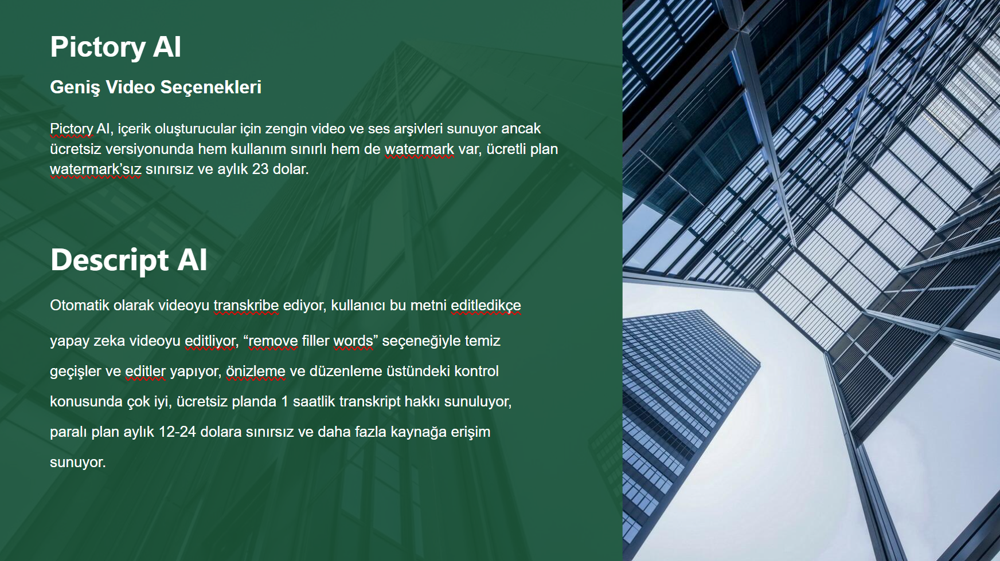 Pictory AI
Geniş Video Seçenekleri
Pictory AI, içerik oluşturucular için zengin video ve ses arşivleri sunuyor ancak
ücretsiz versiyonunda hem kullanım sınırlı hem de watermark var, ücretli plan
watermark’sız sınırsız ve aylık 23 dolar.
Descript AI
Otomatik olarak videoyu transkribe ediyor, kullanıcı bu metni editledikçe
yapay zeka videoyu editliyor, “remove filler words” seçeneğiyle temiz
geçişler ve editler yapıyor, önizleme ve düzenleme üstündeki kontrol
konusunda çok iyi, ücretsiz planda 1 saatlik transkript hakkı sunuluyor,
paralı plan aylık 12-24 dolara sınırsız ve daha fazla kaynağa erişim
sunuyor.